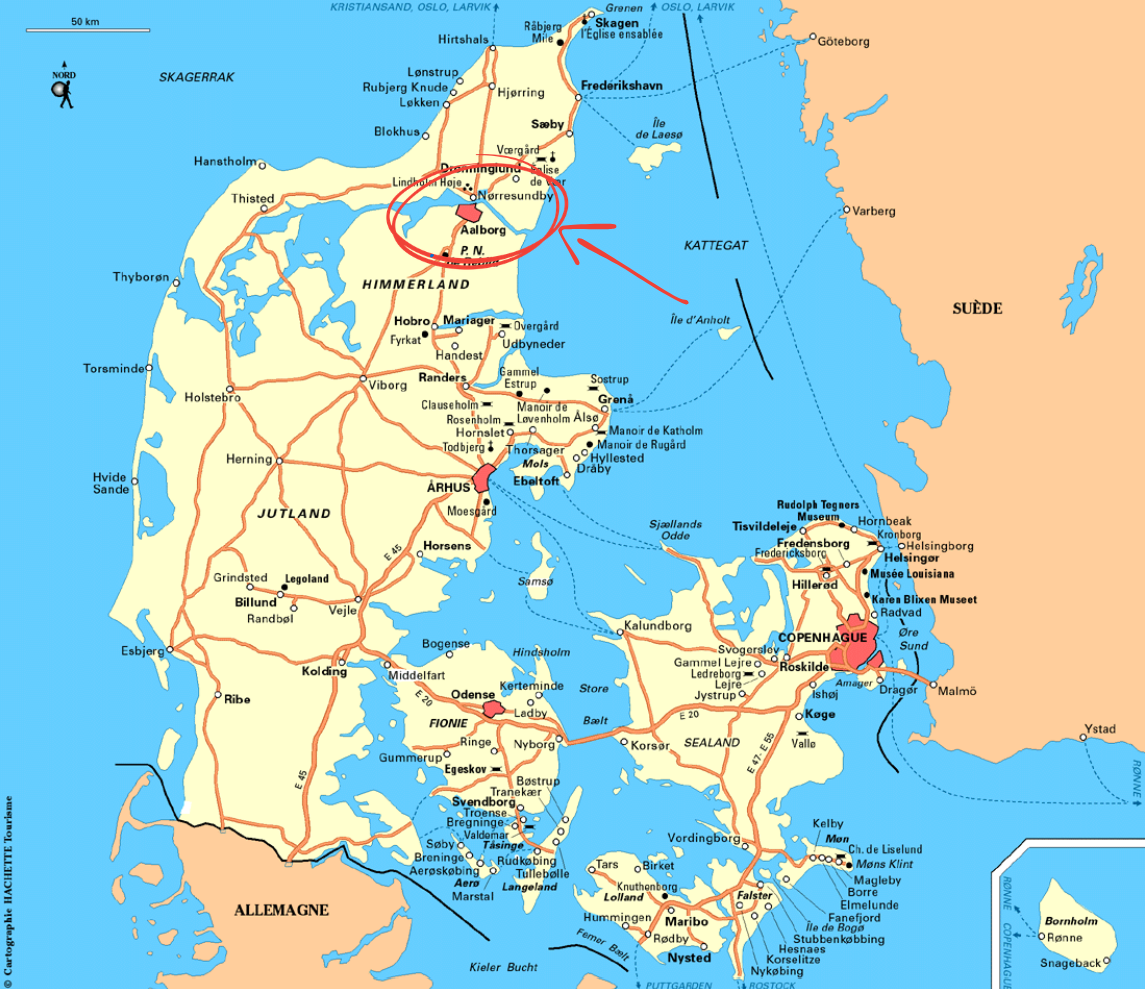 KRISTIANSAND, OSLO, LARVIK
OSLO, LARVIK
50 km
NORD
SKAGERRAK
Grenen
Skagen
l'Église ensablée
Råbjerg
Mile
Hirtshals
Göteborg
Lønstrup
Rubjerg Knude
Løkken
Hjørring
Frederikshavn
Blokhus
Sæby
Île
de Laesø
Hanstholm
Vœrgård
Dronninglund
Église
de Vœr
Lindholm Høje
Nørresundby
Thisted
Aalborg
Varberg
P. N.
KATTEGAT
Thyborøn
HIMMERLAND
SUÈDE
Hobro
Mariager
Overgård
Fyrkat
Udbyneder
Handest
Île d'Anholt
Torsminde
Viborg
Randers
Gammel
Estrup
Sostrup
Holstebro
Clauseholm
Manoir de
Løvenholm
Grenå
Rosenholm
Ålsø
Hornslet
Manoir de Katholm
Todbjerg
Thorsager
Manoir de Rugård
Herning
Mols
Hyllested
Dråby
Hvide
Sande
ÅRHUS
Ebeltoft
Moesgård
JUTLAND
Rudolph Tegners
Museum
Sjællands
Odde
Tisvildeleje
Hornbeak
Kronborg
E 45
Horsens
Fredensborg
Helsingborg
Fredericksborg
Helsingør
Grindsted
Legoland
Samsø
Hillerød
Musée Louisiana
Billund
Karen Blixen Museet
Randbøl
Vejle
Radvad
Kalundborg
COPENHAGUE
Øre
Sund
Esbjerg
Bogense
Hindsholm
Svogerslev
Gammel Lejre
Roskilde
Kolding
Middelfart
Ledreborg
Lejre
Amager
Ribe
Odense
Kerteminde
Store
Jystrup
Ishøj
Dragør
Malmö
E 20
Ladby
FIONIE
Bælt
E 20
Køge
Ringe
Nyborg
Korsør
SEALAND
Vallø
Ystad
Gummerup
Egeskov
E 47- E 55
RØNNE
E 45
Bøstrup
Tranekær
Svendborg
Troense
Bregninge
Valdemar
Tåsinge
Vordingborg
Kelby
Møn
Søby
Ch. de Liselund
Breninge
Rudkøbing
Møns Klint
Aerøskøbing
Tullebølle
Tars
Birket
Magleby
Aerø
Langeland
Knuthenborg
Borre
Marstal
Lolland
Falster
Elmelunde
ALLEMAGNE
Fanefjord
Hummingen
Maribo
Île de Bogø
Stubbenkøbbing
Rødby
Hesnaes
Femer Bælt
Nysted
Korselitze
Kieler Bucht
Nykøbing
PUTTGARDEN
ROSTOCK
RØNNE
COPENHAGUE
Bornholm
Rønne
Snageback
© Cartographie HACHETTE Tourisme